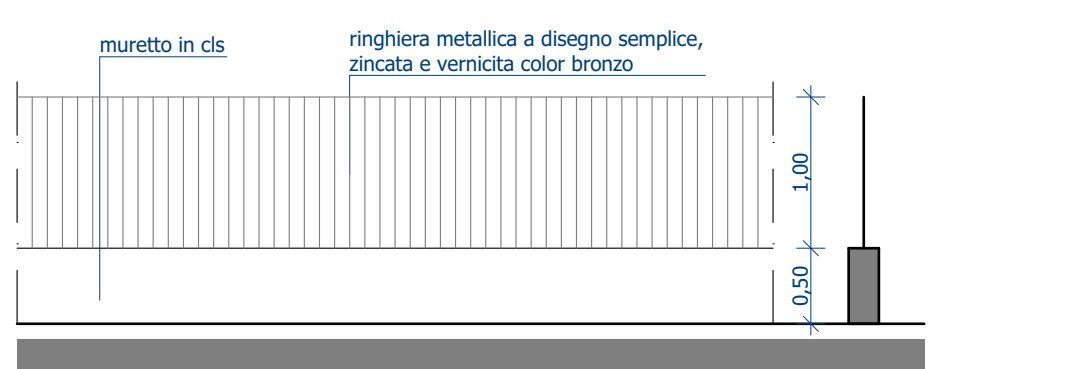 muretto in cls
ringhiera metallica a disegno semplice,
zincata e vernicita color bronzo
1,00
0,50